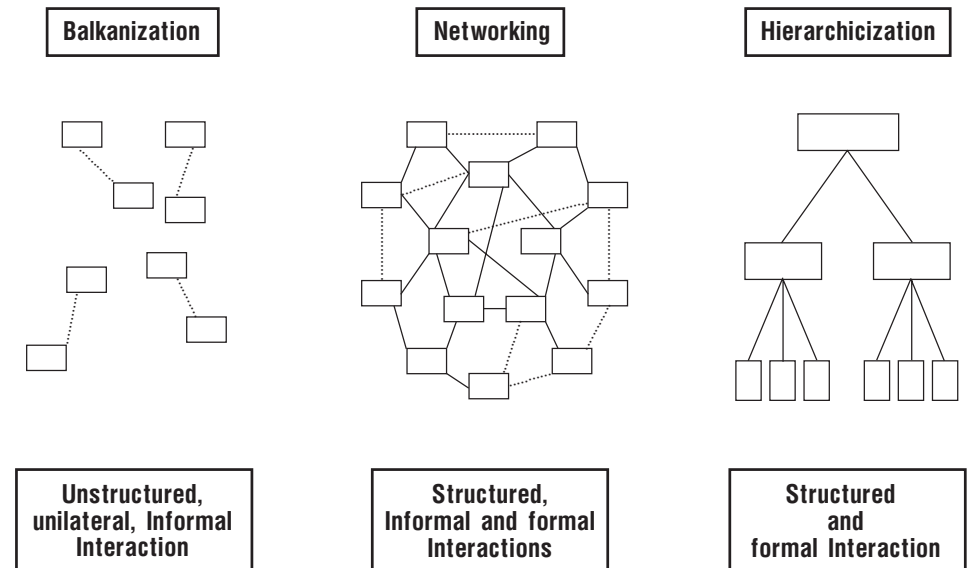 Balkanization
Networking
Hierarchicization
Unstructured,
unilateral, Informal
Interaction
Structured,
Informal and formal
Interactions
Structured
and
formal Interaction